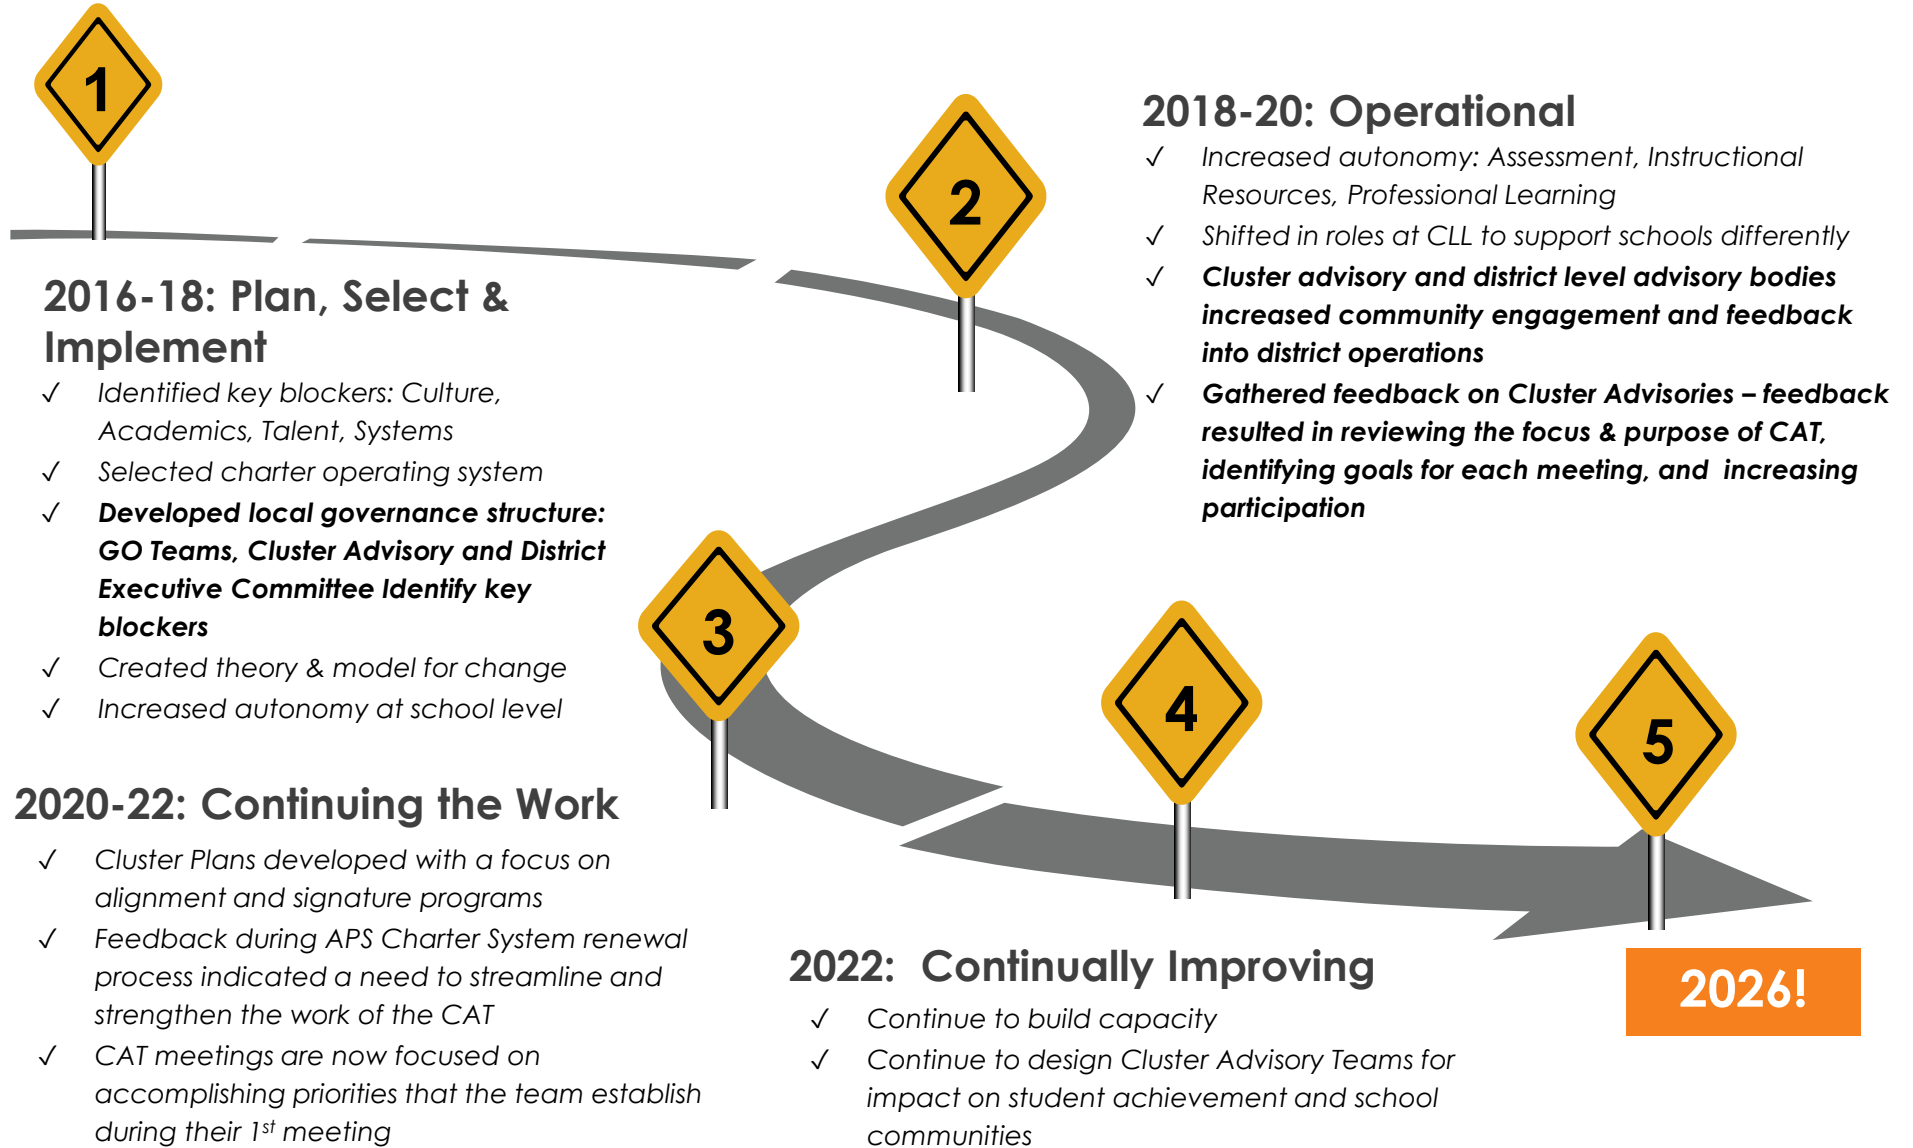 1
2016-18: Plan, Select &
Implement
✓ Identified key blockers: Culture,
Academics, Talent, Systems
✓ Selected charter operating system
✓ Developed local governance structure:
GO Teams, Cluster Advisory and District
Executive Committee Identify key
blockers
✓ Created theory & model for change
✓ Increased autonomy at school level
2
2018-20: Operational
✓ Increased autonomy: Assessment, Instructional
Resources, Professional Learning
✓ Shifted in roles at CLL to support schools differently
✓ Cluster advisory and district level advisory bodies
increased community engagement and feedback
into district operations
✓ Gathered feedback on Cluster Advisories – feedback
resulted in reviewing the focus & purpose of CAT,
identifying goals for each meeting, and increasing
participation
3
2020-22: Continuing the Work
✓ Cluster Plans developed with a focus on
alignment and signature programs
✓ Feedback during APS Charter System renewal
process indicated a need to streamline and
strengthen the work of the CAT
✓ CAT meetings are now focused on
accomplishing priorities that the team establish
during their 1st meeting
4
2022: Continually Improving
✓ Continue to build capacity
✓ Continue to design Cluster Advisory Teams for
impact on student achievement and school
communities
5
2026!